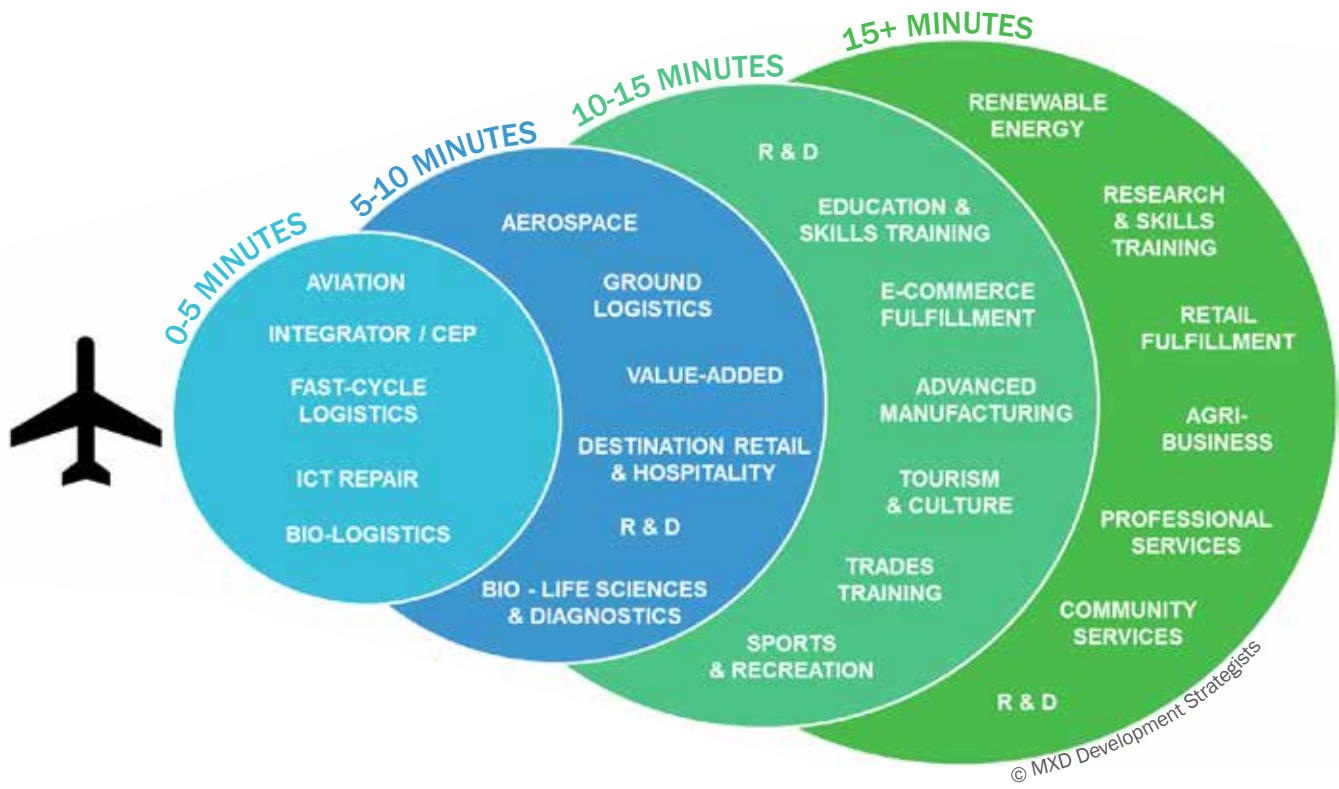 0-5 MINUTES
AVIATION
INTEGRATOR / CEP
FAST-CYCLE
LOGISTICS
ICT REPAIR
BIO-LOGISTICS
5-10 MINUTES
AEROSPACE
GROUND
LOGISTICS
VALUE-ADDED
DESTINATION RETAIL
& HOSPITALITY
R & D
BIO - LIFE SCIENCES
& DIAGNOSTICS
10-15 MINUTES
R & D
EDUCATION &
SKILLS TRAINING
E-COMMERCE
FULFILLMENT
ADVANCED
MANUFACTURING
TOURISM
& CULTURE
TRADES
TRAINING
SPORTS
& RECREATION
15+ MINUTES
RENEWABLE
ENERGY
RESEARCH
& SKILLS
TRAINING
RETAIL
FULFILLMENT
AGRI-
BUSINESS
PROFESSIONAL
SERVICES
COMMUNITY
SERVICES
R & D
© MXD Development Strategists